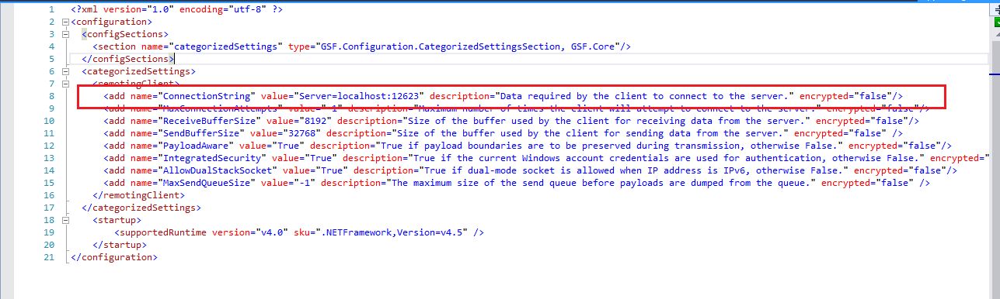 1 <?xml version="1.0" encoding="utf-8" ?>
2 <configuration>
3 <configSections>
4 <section name="categorizedSettings" type="GSF.Configuration.CategorizedSettingsSection, GSF.Core"/>
5 </configSections>
6 <categorizedSettings>
7 <remotingClient>
8 <add name="ConnectionString" value="Server=localhost:12623" description="Data required by the client to connect to the server." encrypted="false"/>
9 <add name="MaxConnectionAttempts" value="-1" description="Maximum number of times the client will attempt to connect to the server." encrypted="false"/>
10 <add name="ReceiveBufferSize" value="8192" description="Size of the buffer used by the client for receiving data from the server." encrypted="false"/>
11 <add name="SendBufferSize" value="32768" description="Size of the buffer used by the client for sending data from the server." encrypted="false"/>
12 <add name="PayloadAware" value="True" description="True if payload boundaries are to be preserved during transmission, otherwise False." encrypted="false"/>
13 <add name="IntegratedSecurity" value="True" description="True if the current Windows account credentials are used for authentication, otherwise False." encrypted="
14 <add name="AllowDualStackSocket" value="True" description="True if dual-mode socket is allowed when IP address is IPv6, otherwise False." encrypted="false"/>
15 <add name="MaxSendQueueSize" value="-1" description="The maximum size of the send queue before payloads are dumped from the queue." encrypted="false" />
16 </remotingClient>
17 </categorizedSettings>
18 <startup>
19 <supportedRuntime version="v4.0" sku=".NETFramework,Version=v4.5" />
20 </startup>
21 </configuration>